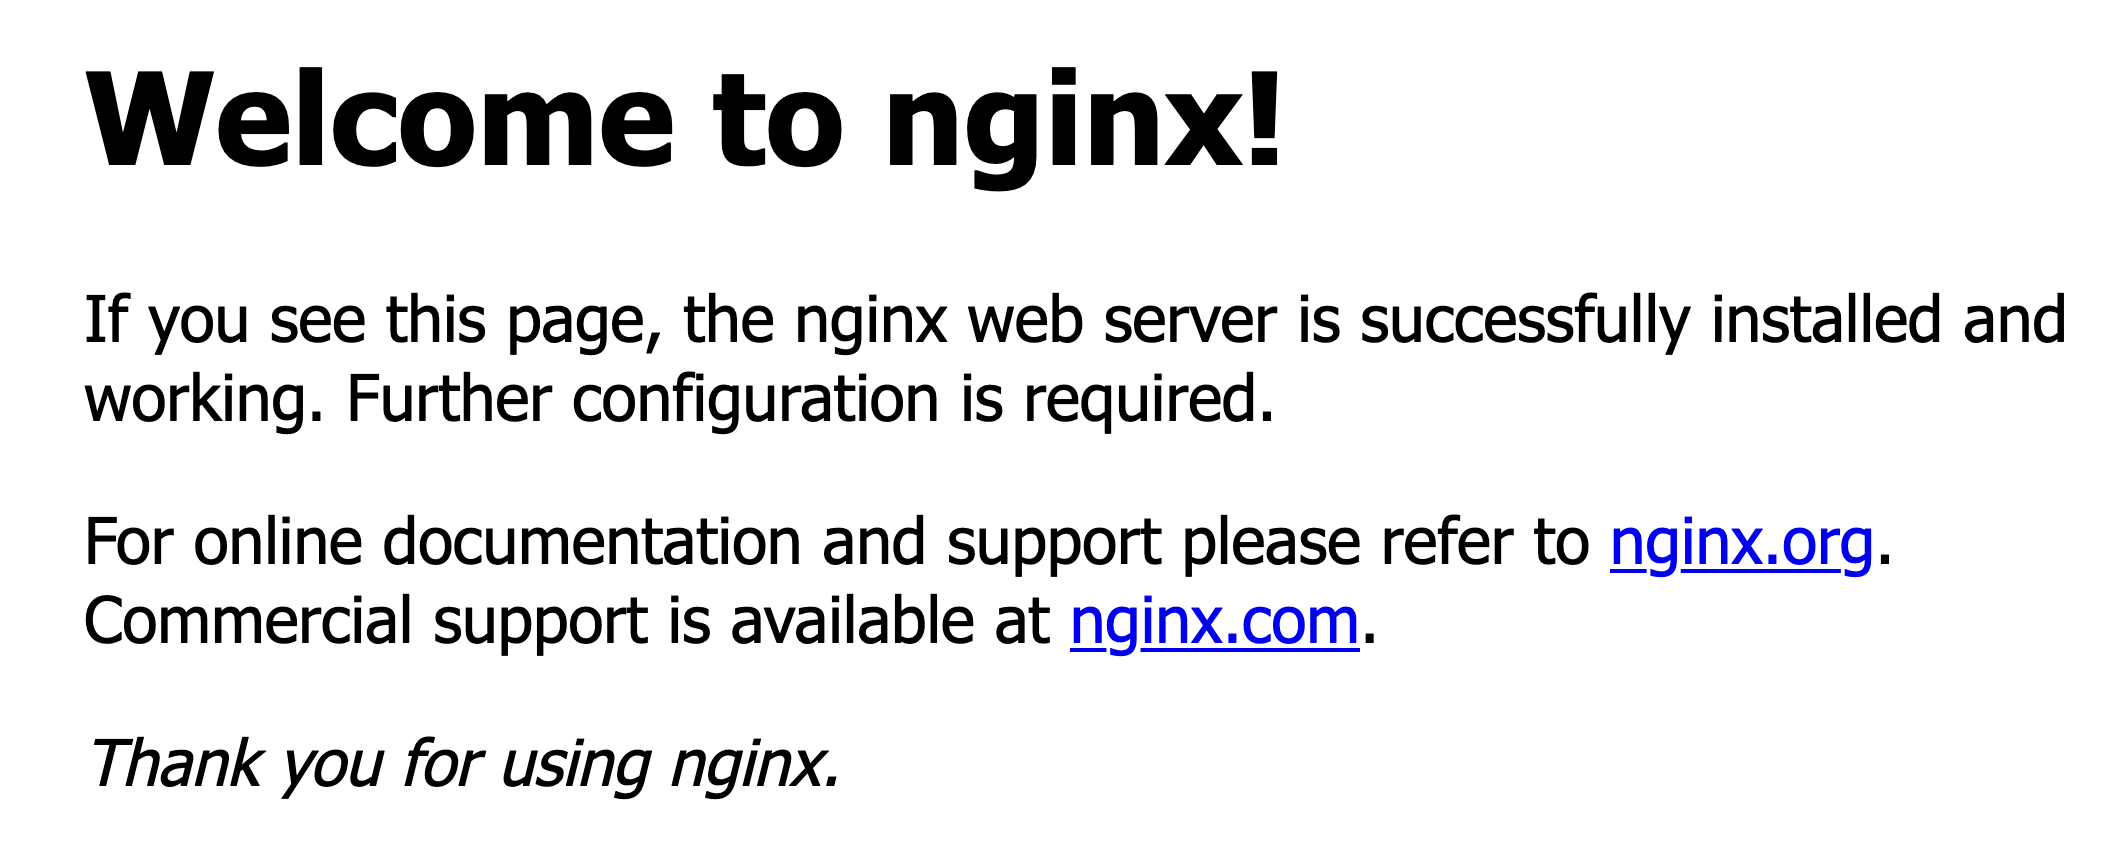 Welcome to nginx!
If you see this page, the nginx web server is successfully installed and
working. Further configuration is required.
For online documentation and support please refer to nginx.org.
Commercial support is available at nginx.com.
Thank you for using nginx.